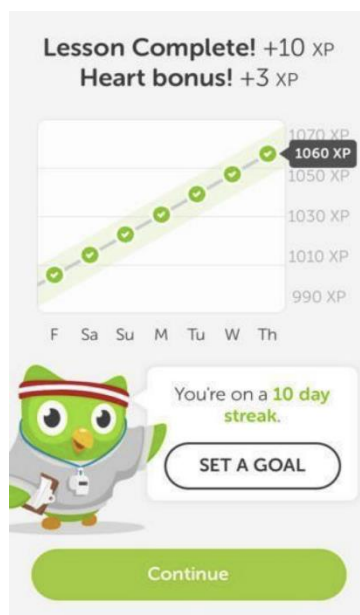 Lesson Complete! +10 XP
Heart bonus! +3 XP
1070 XP
1060 XP
1050 XP
1030 XP
1010 XP
990 XP
F Sa Su M Tu W Th
You're on a 10 day
streak.
SET A GOAL
Continue